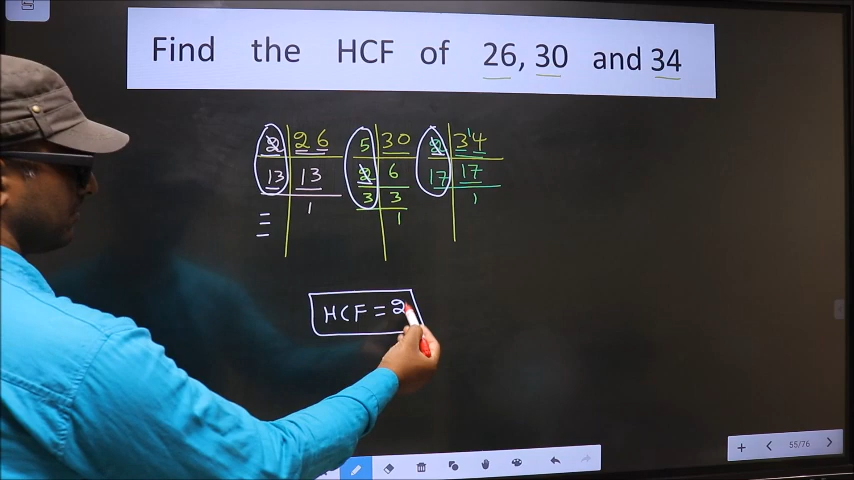 Find the HCF of 26, 30 and 34
2 26 5 30 2 3¹4
13 13 2 6 17 17
1 3 3 1
1
HCF = 2
55/76